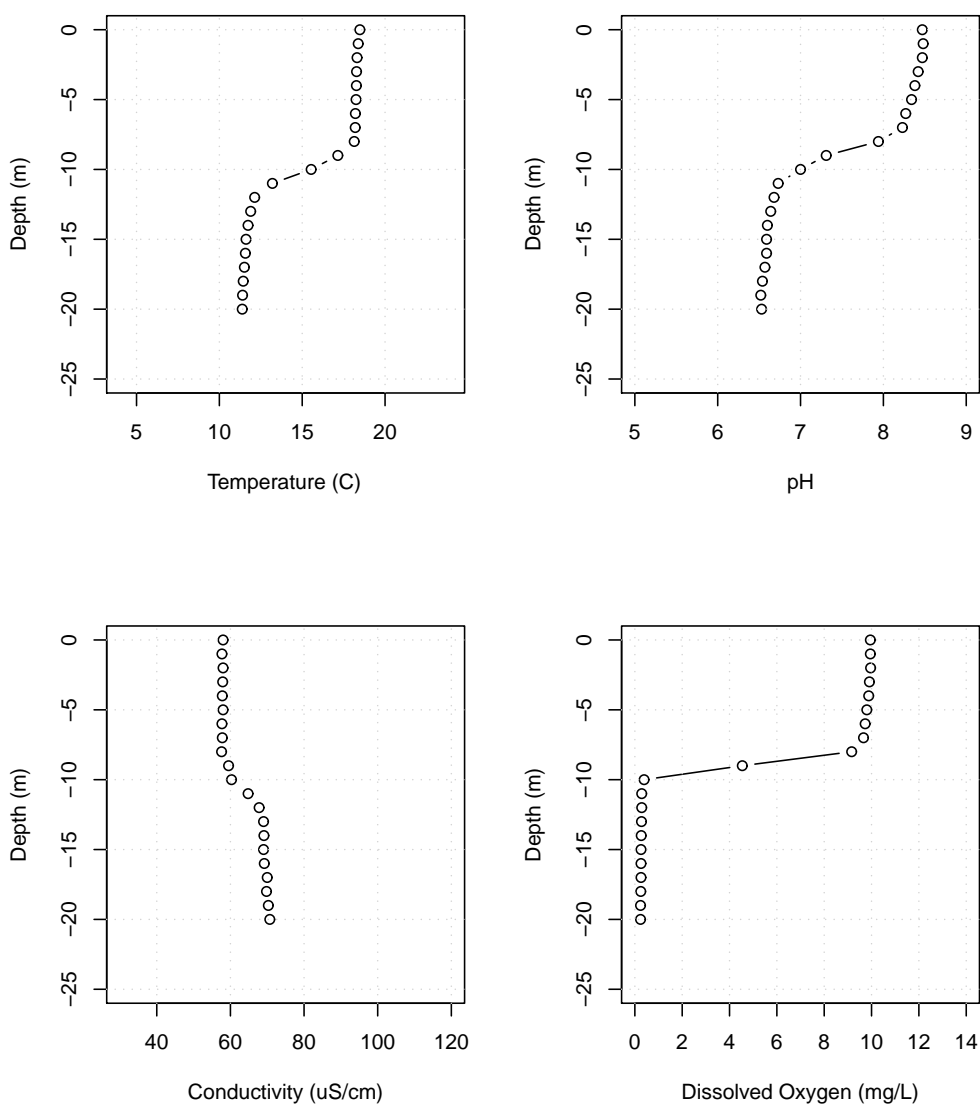 0
−5
−10
−15
−20
−25
Depth (m)
5 10 15 20
Temperature (C)
0
−5
−10
−15
−20
−25
Depth (m)
5 6 7 8 9
pH
0
−5
−10
−15
−20
−25
Depth (m)
40 60 80 100 120
Conductivity (uS/cm)
0
−5
−10
−15
−20
−25
Depth (m)
0 2 4 6 8 10 12 14
Dissolved Oxygen (mg/L)